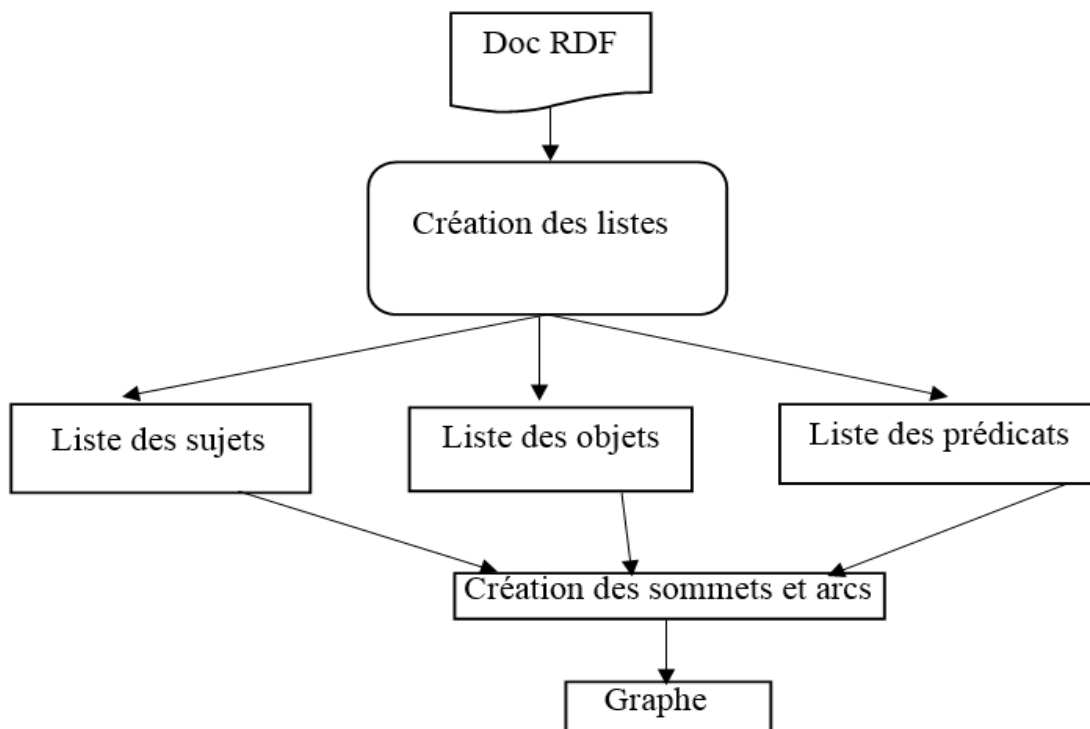 Doc RDF
Création des listes
Liste des sujets
Liste des objets
Liste des prédicats
Création des sommets et arcs
Graphe